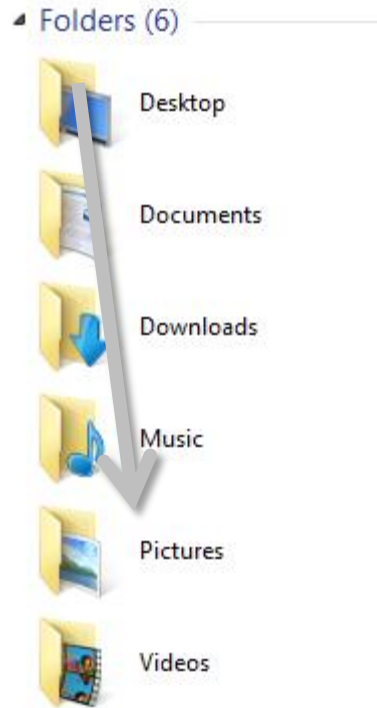 Folders (6)
Desktop
Documents
Downloads
Music
Pictures
Videos